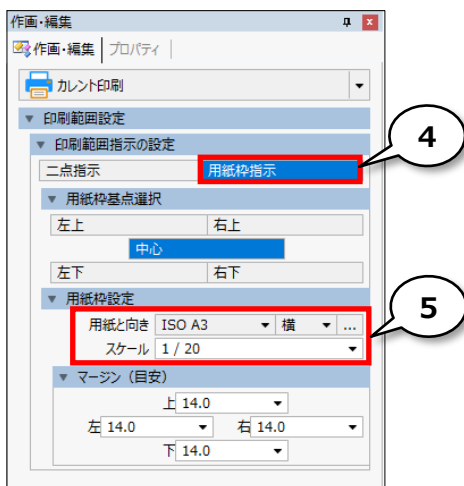 作画・編集
作画・編集 プロパティ
カレント印刷
印刷範囲設定
印刷範囲指示の設定
4
二点指示 用紙枠指示
用紙枠基点選択
左上 右上
中心
左下 右下
用紙枠設定
5
用紙と向き ISO A3 横 ...
スケール 1 / 20
マージン（目安）
上 14.0
左 14.0 右 14.0
下 14.0